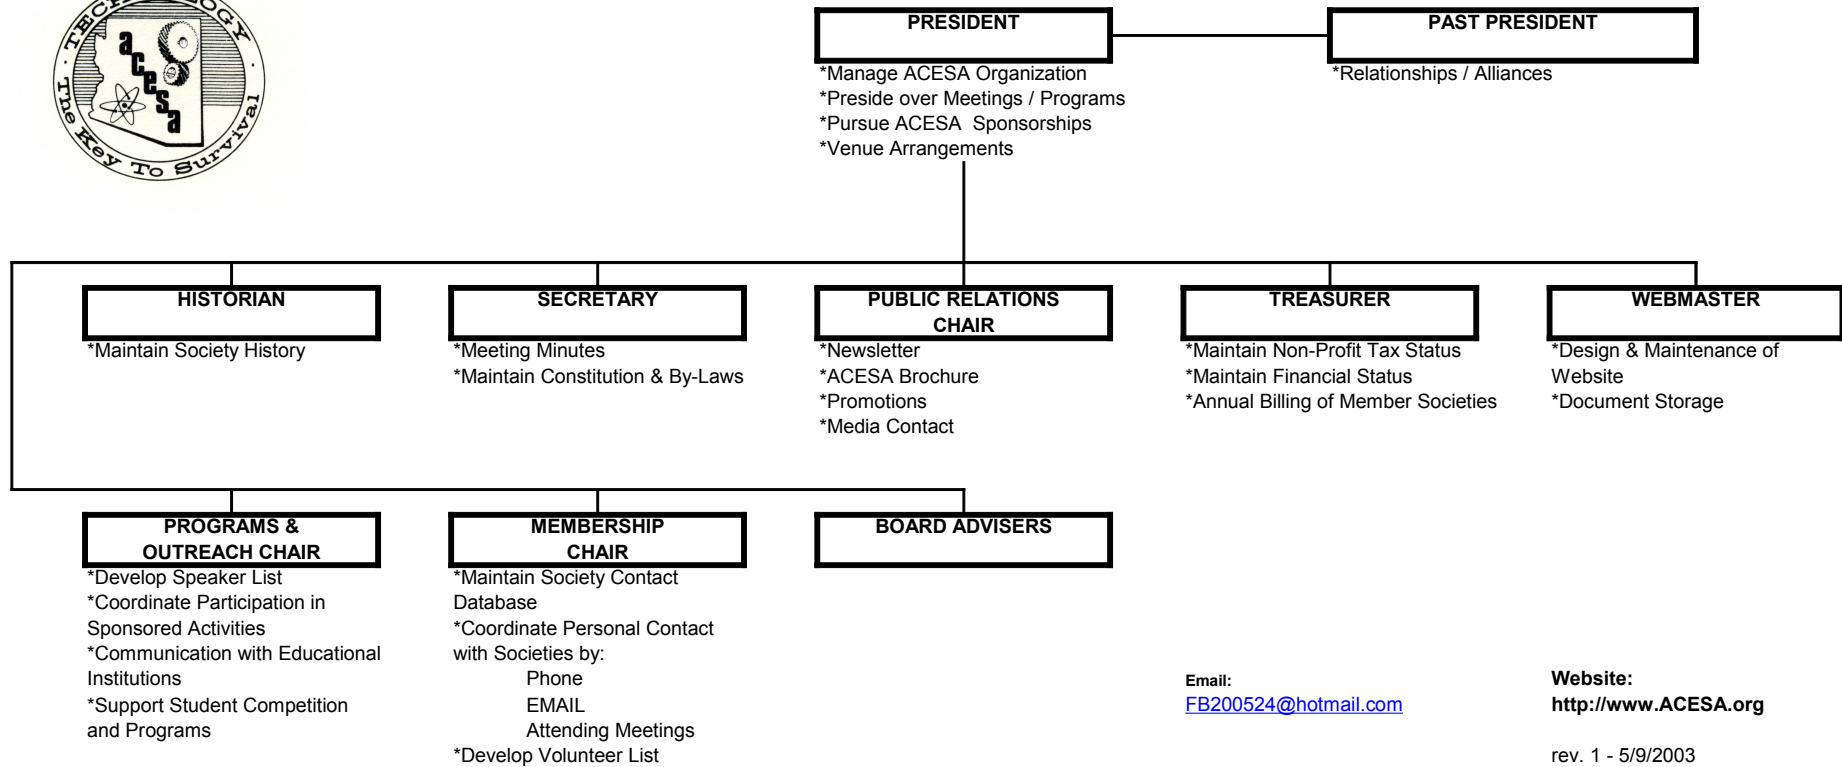 TECHNOLOGY
acesa
The Key To Survival
PRESIDENT
*Manage ACESA Organization
*Preside over Meetings / Programs
*Pursue ACESA  Sponsorships
*Venue Arrangements
PAST PRESIDENT
*Relationships / Alliances
HISTORIAN
*Maintain Society History
SECRETARY
*Meeting Minutes
*Maintain Constitution & By-Laws
PUBLIC RELATIONS
CHAIR
*Newsletter
*ACESA Brochure
*Promotions
*Media Contact
TREASURER
*Maintain Non-Profit Tax Status
*Maintain Financial Status
*Annual Billing of Member Societies
WEBMASTER
*Design & Maintenance of
Website
*Document Storage
PROGRAMS &
OUTREACH CHAIR
*Develop Speaker List
*Coordinate Participation in
Sponsored Activities
*Communication with Educational
Institutions
*Support Student Competition
and Programs
MEMBERSHIP
CHAIR
*Maintain Society Contact
Database
*Coordinate Personal Contact
with Societies by:
Phone
EMAIL
Attending Meetings
*Develop Volunteer List
BOARD ADVISERS
Email:
FB200524@hotmail.com
Website:
http://www.ACESA.org
rev. 1 - 5/9/2003